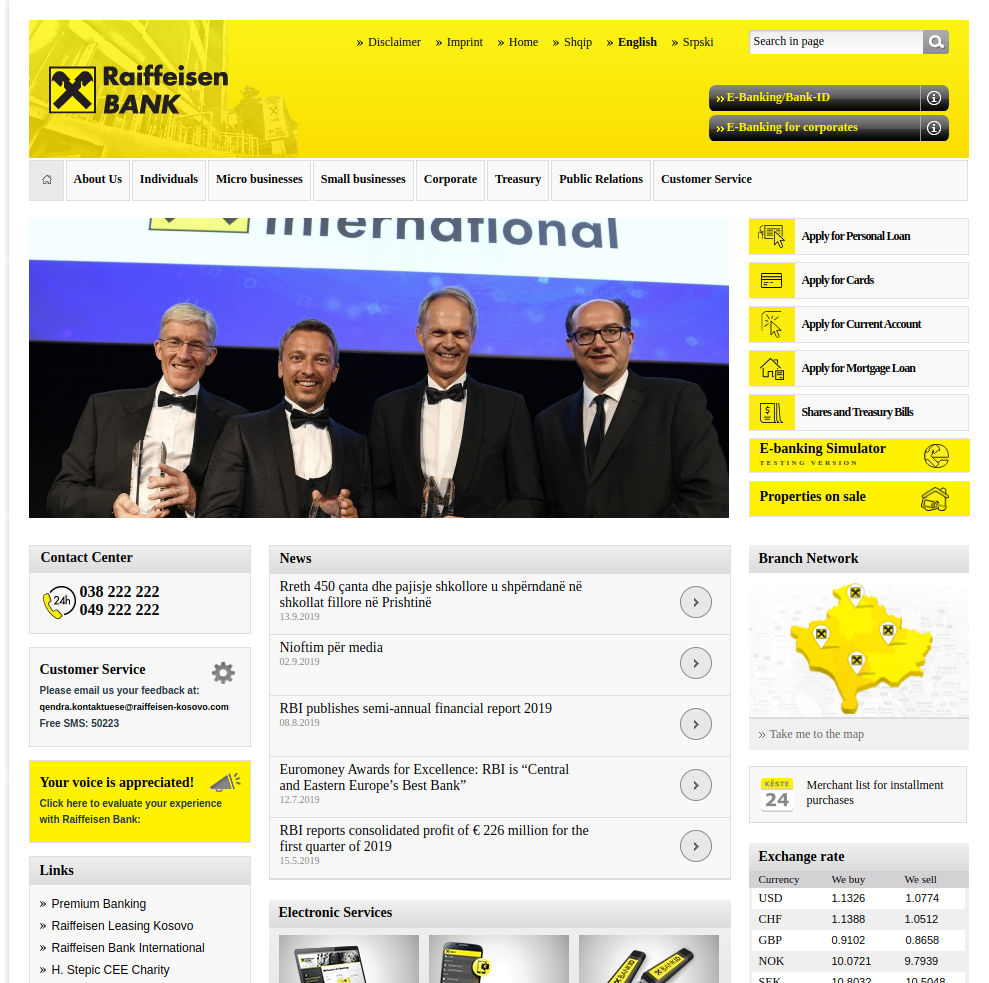 Disclaimer
Imprint
Home
Shqip
English
Srpski
Search in page
Raiffeisen
BANK
E-Banking/Bank-ID
E-Banking for corporates
About Us
Individuals
Micro businesses
Small businesses
Corporate
Treasury
Public Relations
Customer Service
International
Apply for Personal Loan
Apply for Cards
Apply for Current Account
Apply for Mortgage Loan
Shares and Treasury Bills
E-banking Simulator
TESTING VERSION
Properties on sale
Contact Center
24h
038 222 222
049 222 222
Customer Service
Please email us your feedback at:
qendra.kontaktuese@raiffeisen-kosovo.com
Free SMS: 50223
Your voice is appreciated!
Click here to evaluate your experience
with Raiffeisen Bank:
Links
Premium Banking
Raiffeisen Leasing Kosovo
Raiffeisen Bank International
H. Stepic CEE Charity
News
Rreth 450 çanta dhe pajisje shkollore u shpërndanë në
shkollat fillore në Prishtinë
13.9.2019
Nioftim për media
02.9.2019
RBI publishes semi-annual financial report 2019
08.8.2019
Euromoney Awards for Excellence: RBI is “Central
and Eastern Europe’s Best Bank”
12.7.2019
RBI reports consolidated profit of € 226 million for the
first quarter of 2019
15.5.2019
Electronic Services
BANKID
BANKID
Branch Network
Take me to the map
KËSTE
24
Merchant list for installment
purchases
Exchange rate
Currency We buy We sell
USD 1.1326 1.0774
CHF 1.1388 1.0512
GBP 0.9102 0.8658
NOK 10.0721 9.7939
SEK 10.8032 10.5048